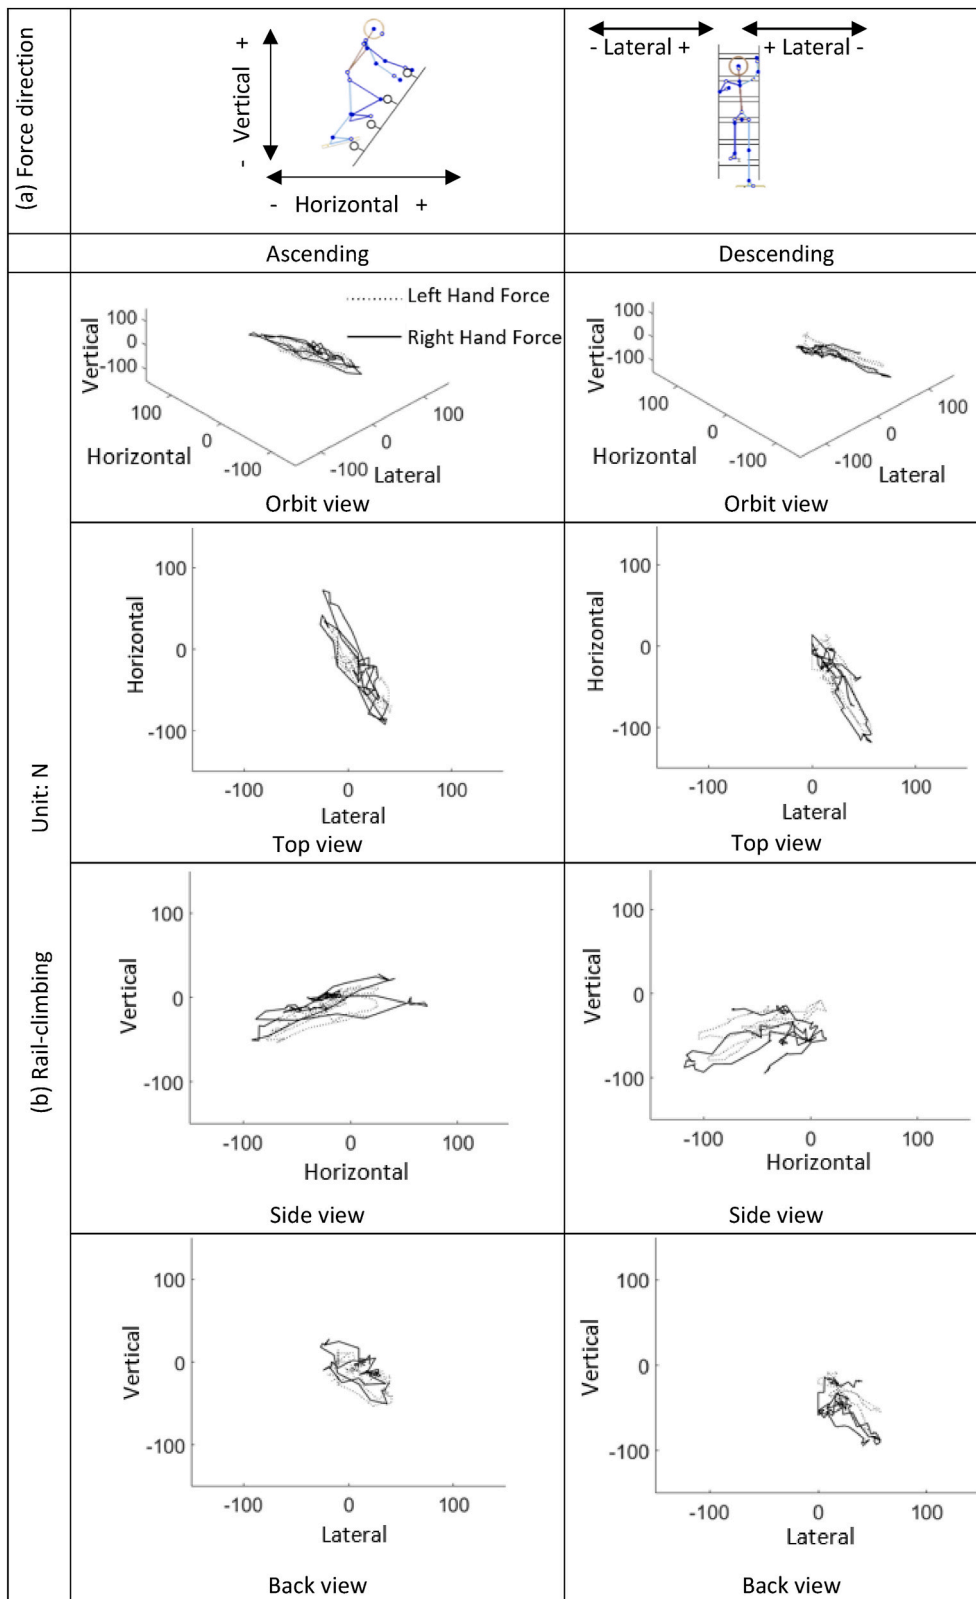 (a) Force direction
- Vertical +
- Horizontal +
- Lateral +
+ Lateral -
Ascending
Descending
Unit: N
(b) Rail-climbing
Left Hand Force
Right Hand Force
Vertical
100
0
-100
100
0
-100
Horizontal
-100
0
100
Lateral
Orbit view
Vertical
100
0
-100
100
0
-100
Horizontal
-100
0
100
Lateral
Orbit view
Horizontal
100
0
-100
-100
0
100
Lateral
Top view
Horizontal
100
0
-100
-100
0
100
Lateral
Top view
Vertical
100
0
-100
-100
0
100
Horizontal
Side view
Vertical
100
0
-100
-100
0
100
Horizontal
Side view
Vertical
100
0
-100
-100
0
100
Lateral
Back view
Vertical
100
0
-100
-100
0
100
Lateral
Back view